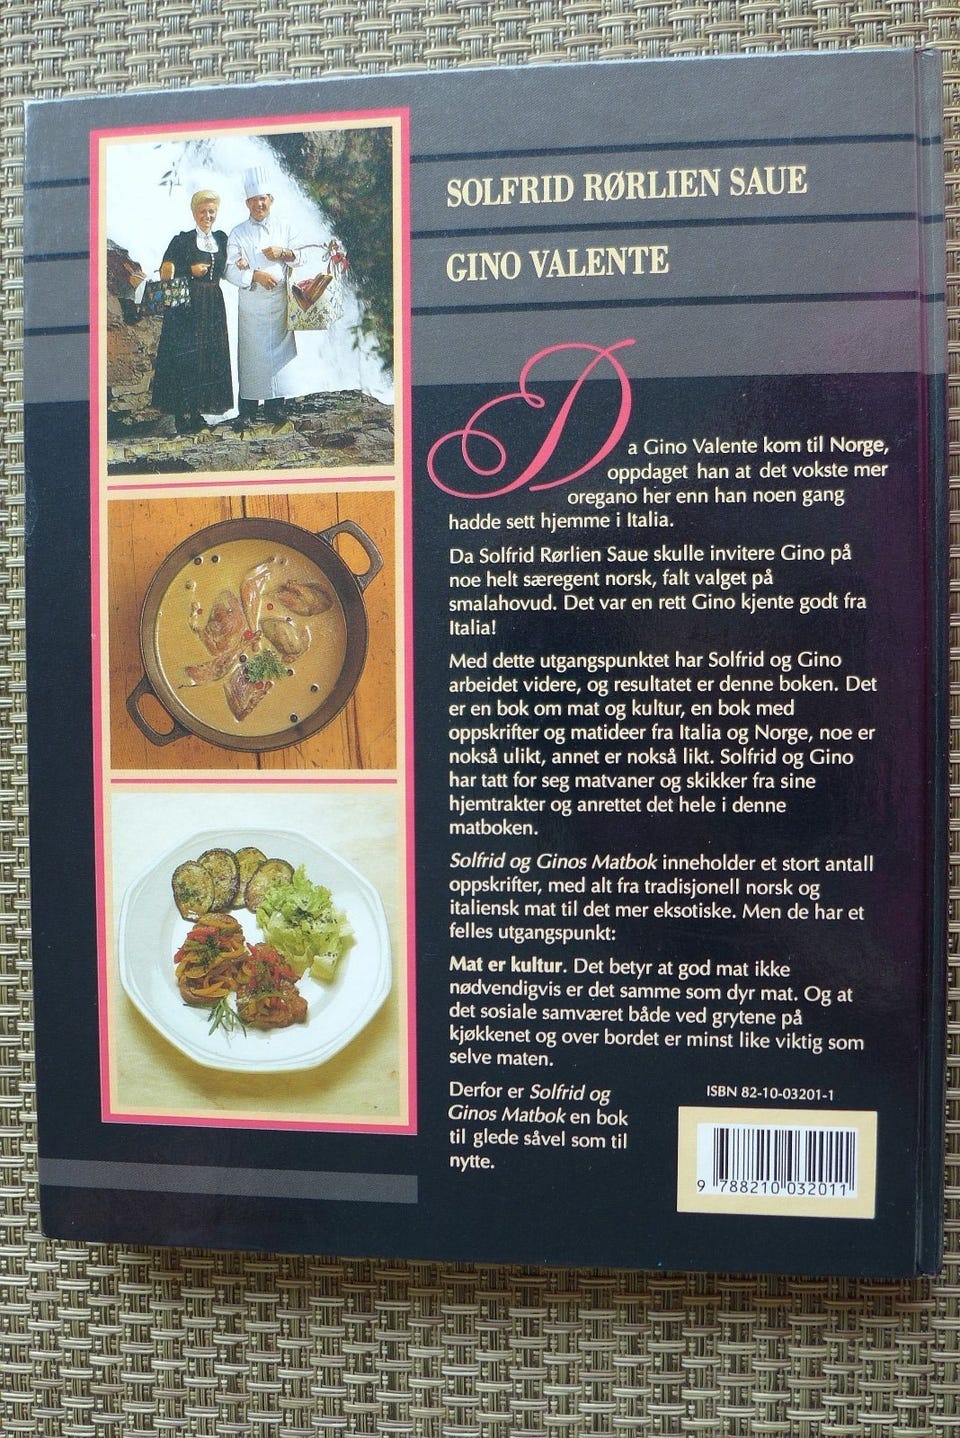 SOLFRID RØRLIEN SAUE
GINO VALENTE
Da Gino Valente kom til Norge,
oppdaget han at det vokste mer
oregano her enn han noen gang
hadde sett hjemme i Italia.
Da Solfrid Rørlien Saue skulle invitere Gino på
noe helt særegent norsk, falt valget på
smalahovud. Det var en rett Gino kjente godt fra
Italia!
Med dette utgangspunktet har Solfrid og Gino
arbeidet videre, og resultatet er denne boken. Det
er en bok om mat og kultur, en bok med
oppskrifter og matideer fra Italia og Norge, noe er
nokså ulikt, annet er nokså likt. Solfrid og Gino
har tatt for seg matvaner og skikker fra sine
hjemtrakter og anrettet det hele i denne
matboken.
Solfrid og Ginos Matbok inneholder et stort antall
oppskrifter, med alt fra tradisjonell norsk og
italiensk mat til det mer eksotiske. Men de har et
felles utgangspunkt:
Mat er kultur. Det betyr at god mat ikke
nødvendigvis er det samme som dyr mat. Og at
det sosiale samværet både ved grytene på
kjøkkenet og over bordet er minst like viktig som
selve maten.
Derfor er Solfrid og
Ginos Matbok en bok
til glede såvel som til
nytte.
ISBN 82-10-03201-1
9 788210 032011